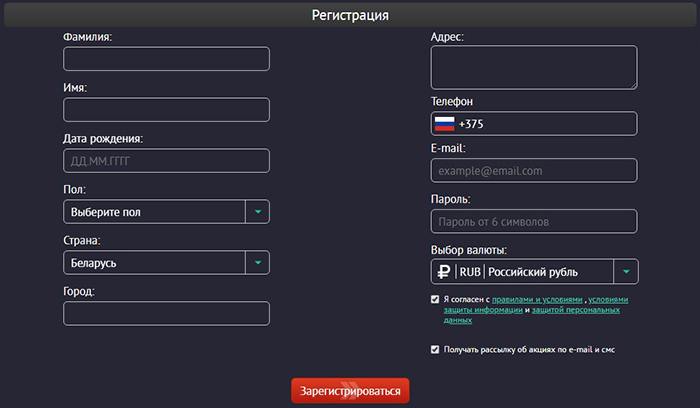 Регистрация
Фамилия:
Имя:
Дата рождения:
ДД.ММ.ГГГГ
Пол:
Выберите пол
Страна:
Беларусь
Город:
Адрес:
Телефон
+375
E-mail:
example@email.com
Пароль:
Пароль от 6 символов
Выбор валюты:
₽ | RUB | Российский рубль
Я согласен с правилами и условиями , условиями
защиты информации и защитой персональных
данных
Получать рассылку об акциях по e-mail и смс
Зарегистрироваться